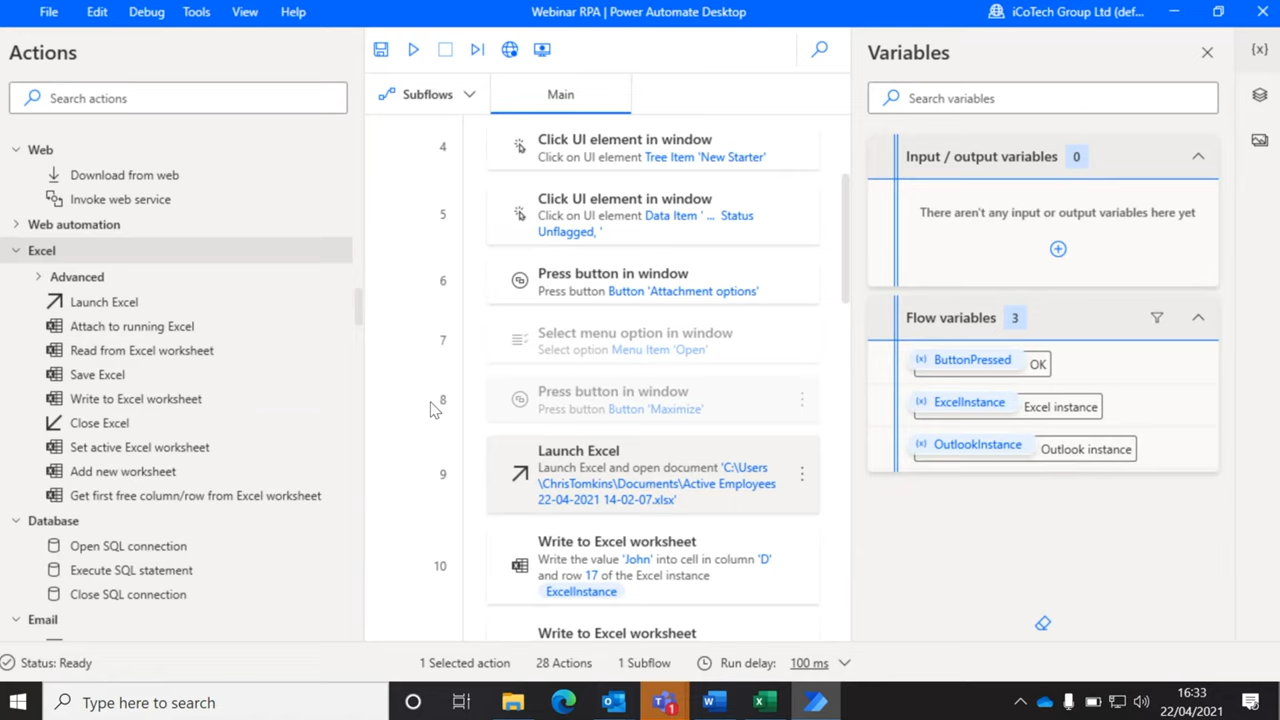 File Edit Debug Tools View Help
Webinar RPA | Power Automate Desktop
iCoTech Group Ltd (def...
Actions
Search actions
Web
Download from web
Invoke web service
Web automation
Excel
Advanced
Launch Excel
Attach to running Excel
Read from Excel worksheet
Save Excel
Write to Excel worksheet
Close Excel
Set active Excel worksheet
Add new worksheet
Get first free column/row from Excel worksheet
Database
Open SQL connection
Execute SQL statement
Close SQL connection
Email
Subflows
Main
4
Click UI element in window
Click on UI element Tree Item 'New Starter'
5
Click UI element in window
Click on UI element Data Item ' ... Status
Unflagged, '
6
Press button in window
Press button Button 'Attachment options'
7
Select menu option in window
Select option Menu Item 'Open'
8
Press button in window
Press button Button 'Maximize'
9
Launch Excel
Launch Excel and open document 'C:\Users
\ChrisTomkins\Documents\Active Employees
22-04-2021 14-02-07.xlsx'
10
Write to Excel worksheet
Write the value 'John' into cell in column 'D'
and row 17 of the Excel instance
ExcelInstance
Write to Excel worksheet
Variables
{x}
Search variables
Input / output variables 0
There aren't any input or output variables here yet
Flow variables 3
(x) ButtonPressed OK
(x) ExcelInstance Excel instance
(x) OutlookInstance Outlook instance
Status: Ready
1 Selected action
28 Actions
1 Subflow
Run delay: 100 ms
Type here to search
16:33
22/04/2021